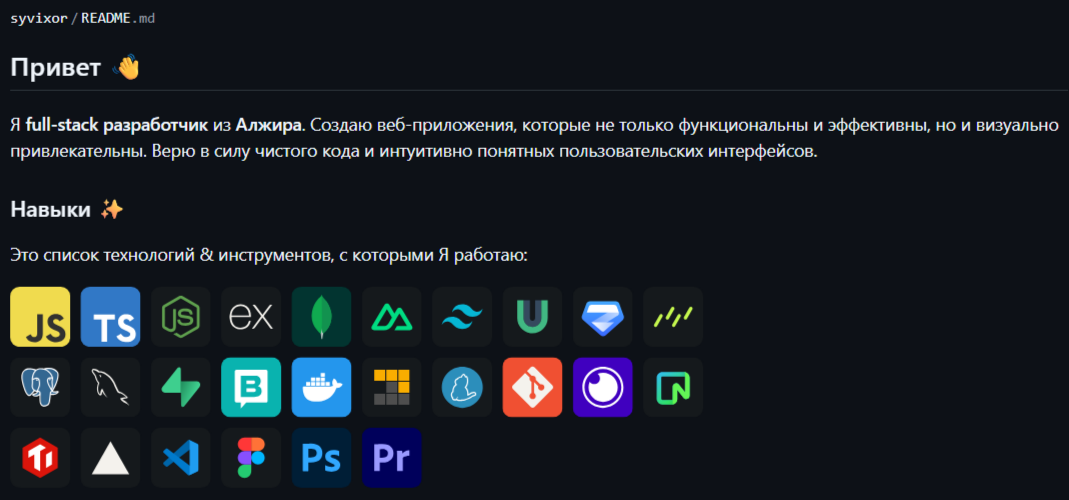 syvixor / README.md
Привет 👋
Я full-stack разработчик из Алжира. Создаю веб-приложения, которые не только функциональны и эффективны, но и визуально
привлекательны. Верю в силу чистого кода и интуитивно понятных пользовательских интерфейсов.
Навыки ✨
Это список технологий & инструментов, с которыми Я работаю:
JS TS JS ex U
B N
Ps Pr